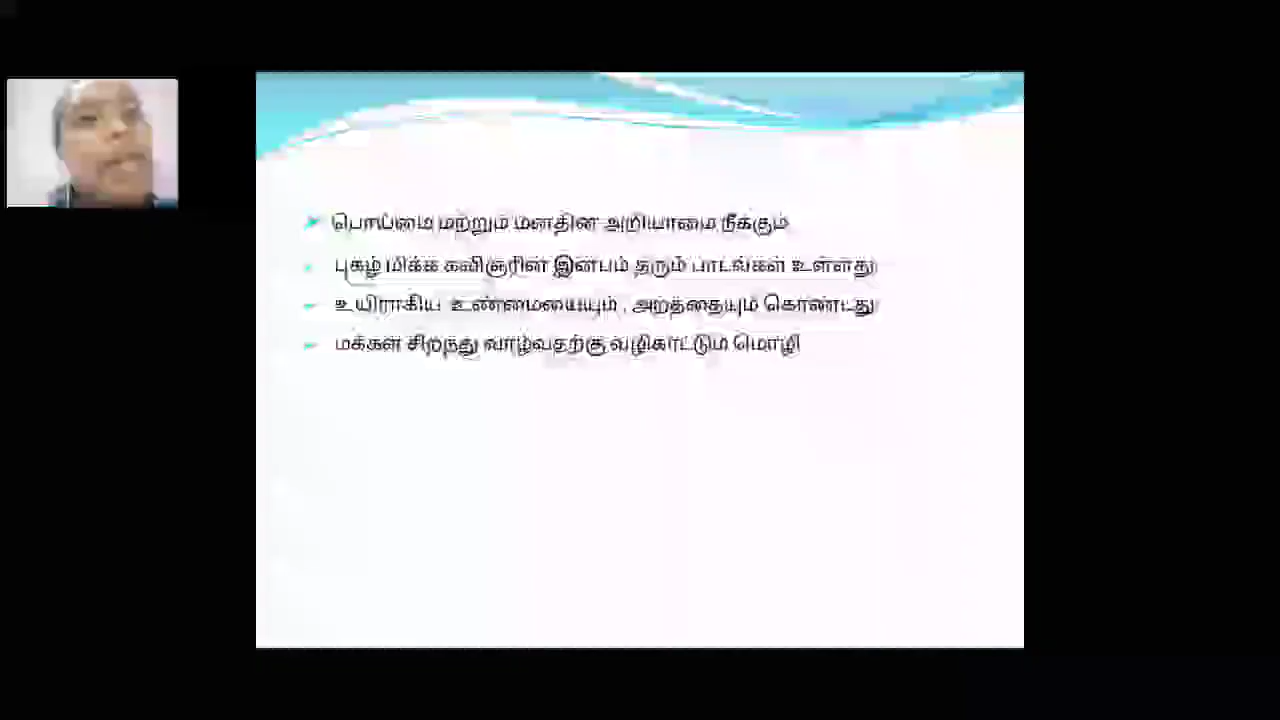 பொய்மை மற்றும் மனதின் அறியாமை நீக்கும்
புகழ் மிக்க கவிஞரின் இன்பம் தரும் பாடல்கள் உள்ளது
உயிராகிய உண்மையையும் , அறத்தையும் கொண்டது
மக்கள் சிறந்து வாழ்வதற்கு வழிகாட்டும் மொழி